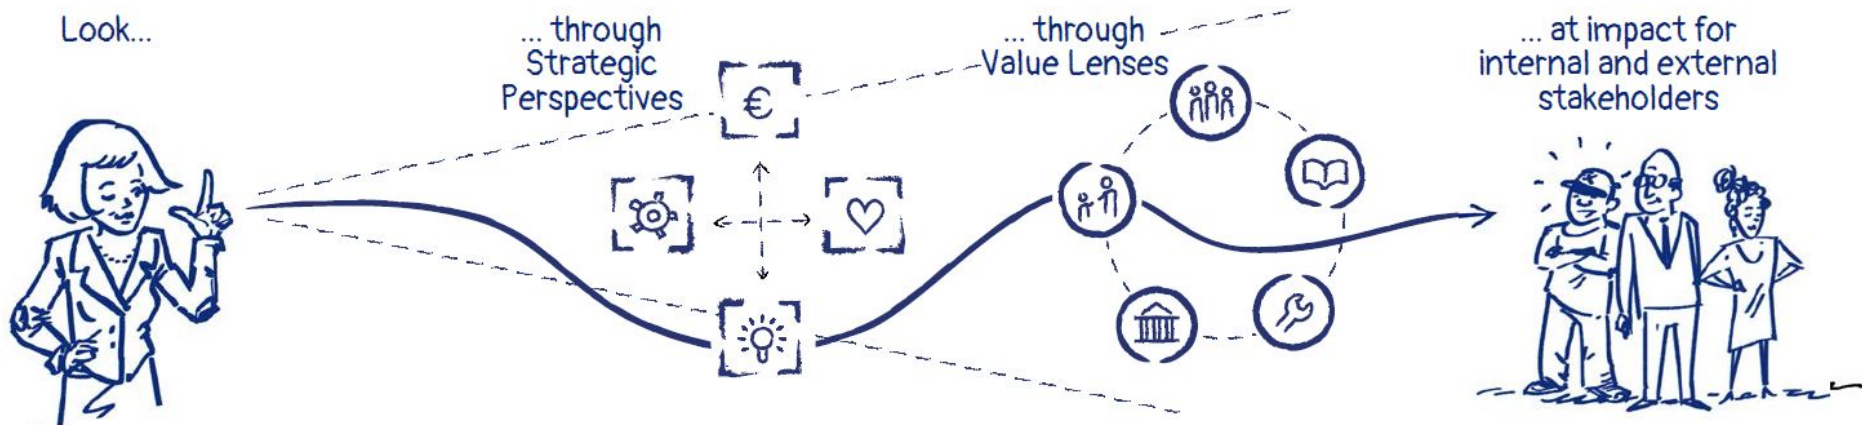 Look...
... through
Strategic
Perspectives
€
... through
Value Lenses
... at impact for
internal and external
stakeholders